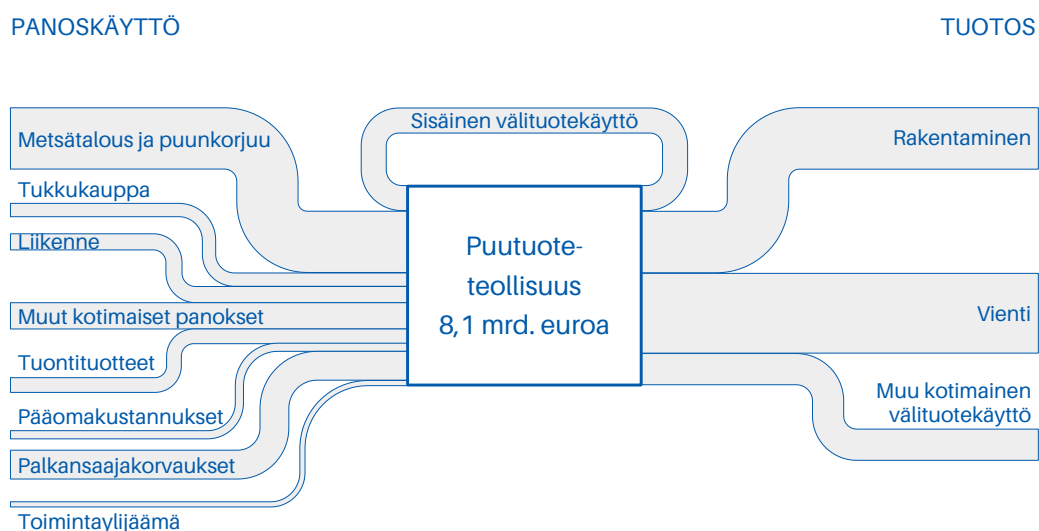 PANOSKÄYTTÖ
TUOTOS
Metsätalous ja puunkorjuu
Tukkukauppa
Liikenne
Muut kotimaiset panokset
Tuontituotteet
Pääomakustannukset
Palkansaajakorvaukset
Toimintaylijäämä
Sisäinen välituotekäyttö
Puutuote-
teollisuus
8,1 mrd. euroa
Rakentaminen
Vienti
Muu kotimainen
välituotekäyttö